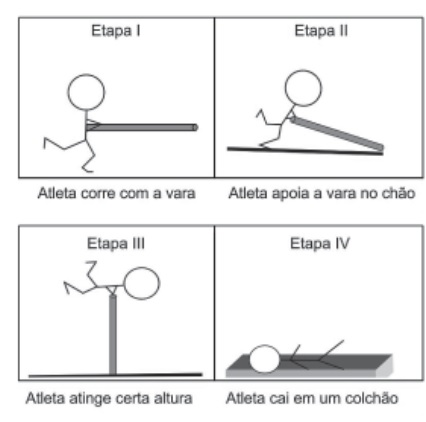 Etapa I
Etapa II
Atleta corre com a vara
Atleta apoia a vara no chão
Etapa III
Etapa IV
Atleta atinge certa altura
Atleta cai em um colchão